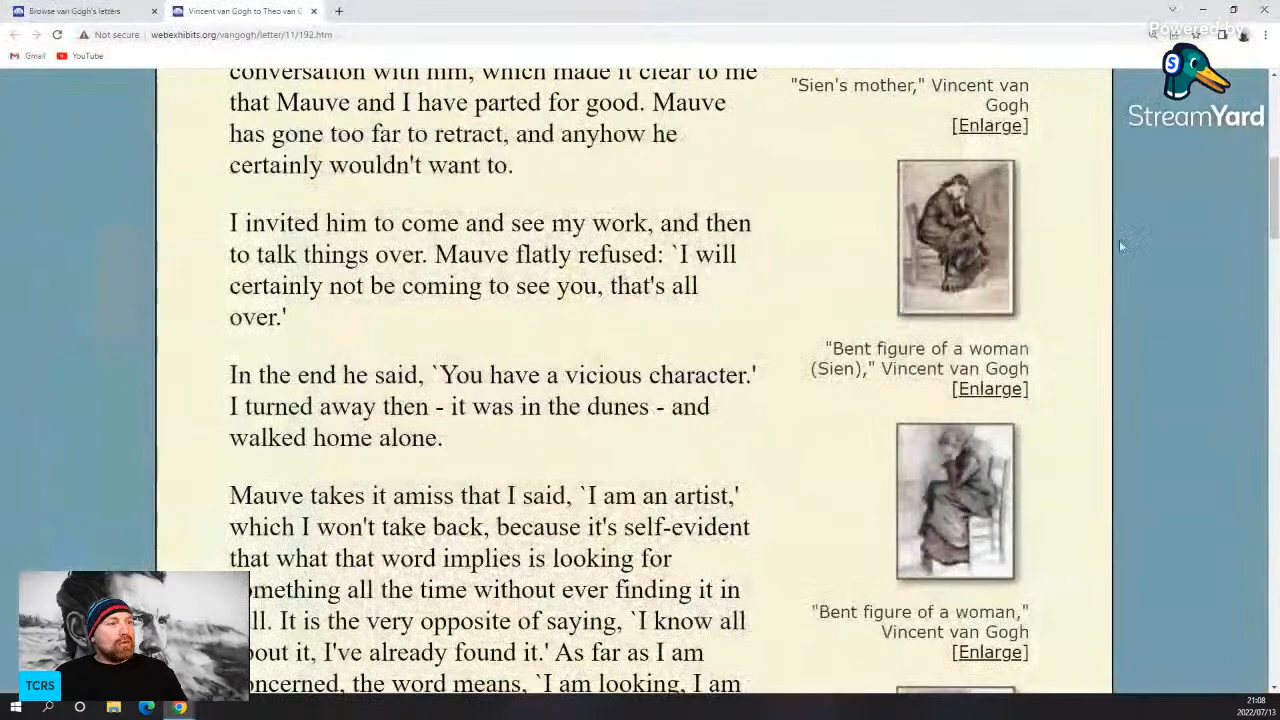 Browse van Gogh's letters
Vincent van Gogh to Theo van G
Not secure
webexhibits.org/vangogh/letter/11/192.htm
Gmail
YouTube
Powered by
StreamYard
conversation with him, which made it clear to me
that Mauve and I have parted for good. Mauve
has gone too far to retract, and anyhow he
certainly wouldn't want to.
I invited him to come and see my work, and then
to talk things over. Mauve flatly refused: `I will
certainly not be coming to see you, that's all
over.'
In the end he said, `You have a vicious character.'
I turned away then - it was in the dunes - and
walked home alone.
Mauve takes it amiss that I said, `I am an artist,'
which I won't take back, because it's self-evident
that what that word implies is looking for
omething all the time without ever finding it in
ll. It is the very opposite of saying, `I know all
bout it, I've already found it.' As far as I am
oncerned, the word means, `I am looking, I am
"Sien's mother," Vincent van
Gogh
[Enlarge]
"Bent figure of a woman
(Sien)," Vincent van Gogh
[Enlarge]
"Bent figure of a woman,"
Vincent van Gogh
[Enlarge]
TCRS
21:08
2022/07/13